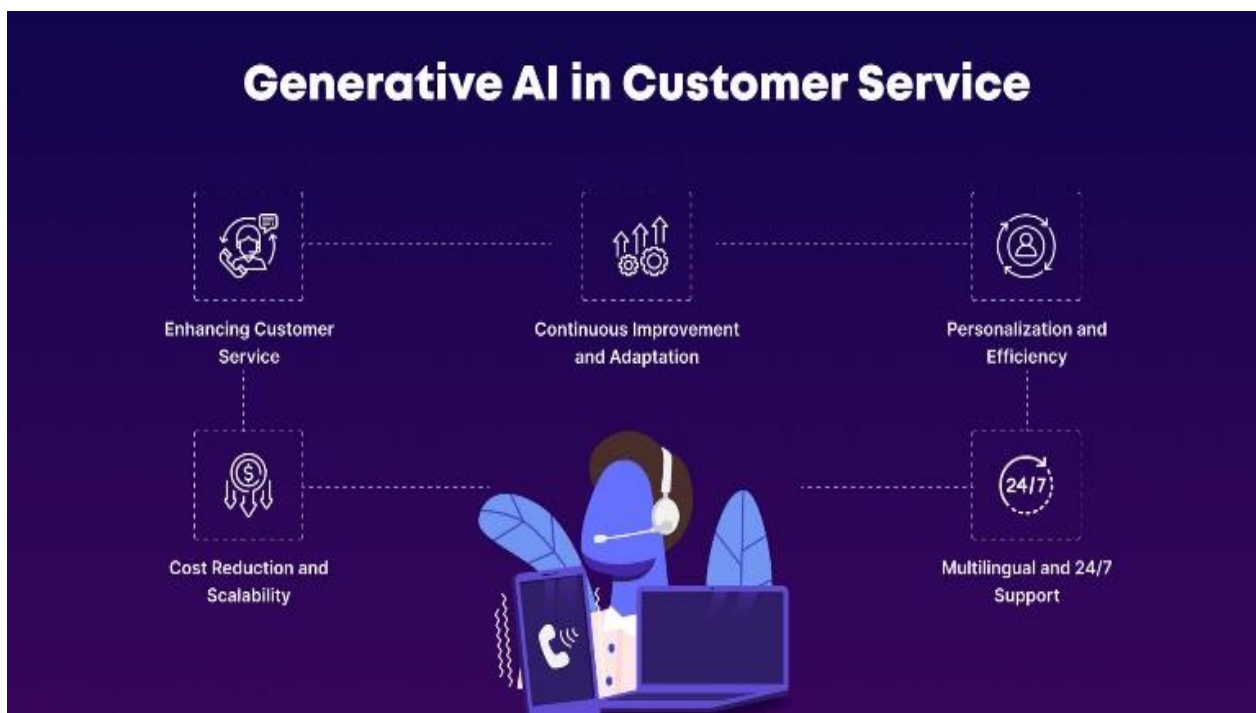 Generative AI in Customer Service
Enhancing Customer
Service
Continuous Improvement
and Adaptation
Personalization and
Efficiency
$
24/7
Cost Reduction and
Scalability
Multilingual and 24/7
Support